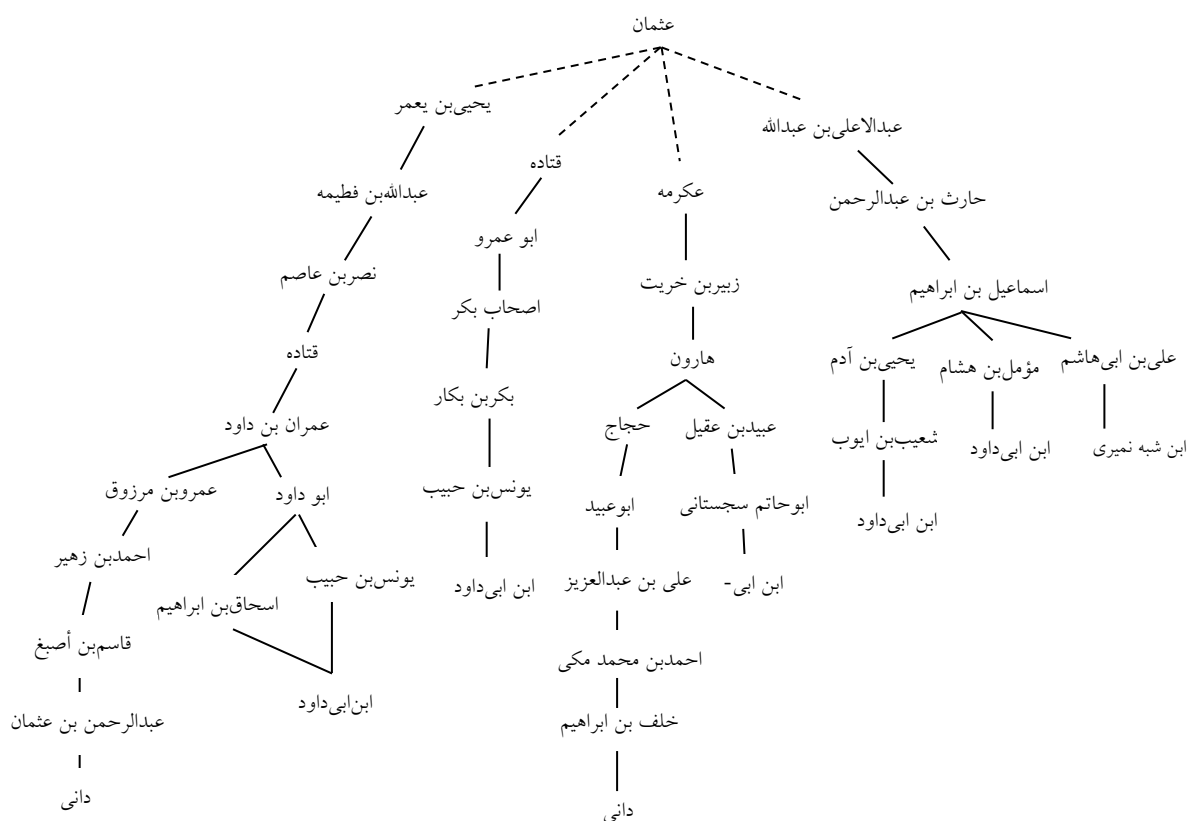 عثمان
یحیی‌بن یعمر
عبدالاعلی‌بن عبدالله
قتاده
عکرمه
عبدالله‌بن فطیمه
حارث بن عبدالرحمن
ابو عمرو
نصربن عاصم
زبیربن خریت
اسماعیل بن ابراهیم
اصحاب بکر
قتاده
هارون
یحیی‌بن آدم
مؤمل‌بن هشام
علی‌بن ابی‌هاشم
بکربن بکار
عمران بن داود
حجاج
عبیدبن عقیل
شعیب‌بن ایوب
ابن ابی‌داود
ابن شبه نمیری
عمروبن مرزوق
ابو داود
یونس‌بن حبیب
ابوعبید
ابوحاتم سجستانی
ابن ابی‌داود
احمدبن زهیر
یونس‌بن حبیب
ابن ابی‌داود
علی بن عبدالعزیز
ابن ابی-
اسحاق‌بن ابراهیم
قاسم‌بن أصبغ
احمدبن محمد مکی
ابن‌ابی‌داود
عبدالرحمن بن عثمان
خلف بن ابراهیم
دانی
دانی